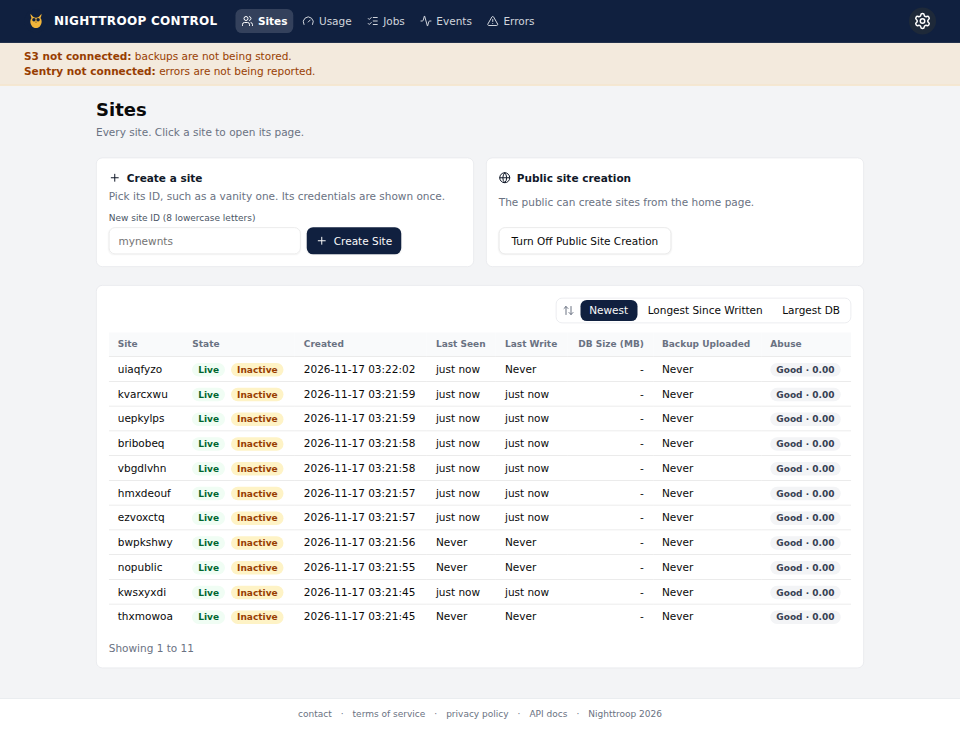 NIGHTTROOP CONTROL Sites Usage Jobs Events Errors
S3 not connected: backups are not being stored.
Sentry not connected: errors are not being reported.
Sites
Every site. Click a site to open its page.
Create a site
Pick its ID, such as a vanity one. Its credentials are shown once.
New site ID (8 lowercase letters)
mynewnts Create Site
Public site creation
The public can create sites from the home page.
Turn Off Public Site Creation
Newest Longest Since Written Largest DB
Site State Created Last Seen Last Write DB Size (MB) Backup Uploaded Abuse
uiaqfyzo Live Inactive 2026-11-17 03:22:02 just now Never - Never Good · 0.00
kvarcxwu Live Inactive 2026-11-17 03:21:59 just now just now - Never Good · 0.00
uepkylps Live Inactive 2026-11-17 03:21:59 just now just now - Never Good · 0.00
bribobeq Live Inactive 2026-11-17 03:21:58 just now just now - Never Good · 0.00
vbgdlvhn Live Inactive 2026-11-17 03:21:58 just now just now - Never Good · 0.00
hmxdeouf Live Inactive 2026-11-17 03:21:57 just now just now - Never Good · 0.00
ezvoxctq Live Inactive 2026-11-17 03:21:57 just now just now - Never Good · 0.00
bwpkshwy Live Inactive 2026-11-17 03:21:56 Never Never - Never Good · 0.00
nopublic Live Inactive 2026-11-17 03:21:55 Never Never - Never Good · 0.00
kwsxyxdi Live Inactive 2026-11-17 03:21:45 just now just now - Never Good · 0.00
thxmowoa Live Inactive 2026-11-17 03:21:45 Never Never - Never Good · 0.00
Showing 1 to 11
contact · terms of service · privacy policy · API docs · Nighttroop 2026